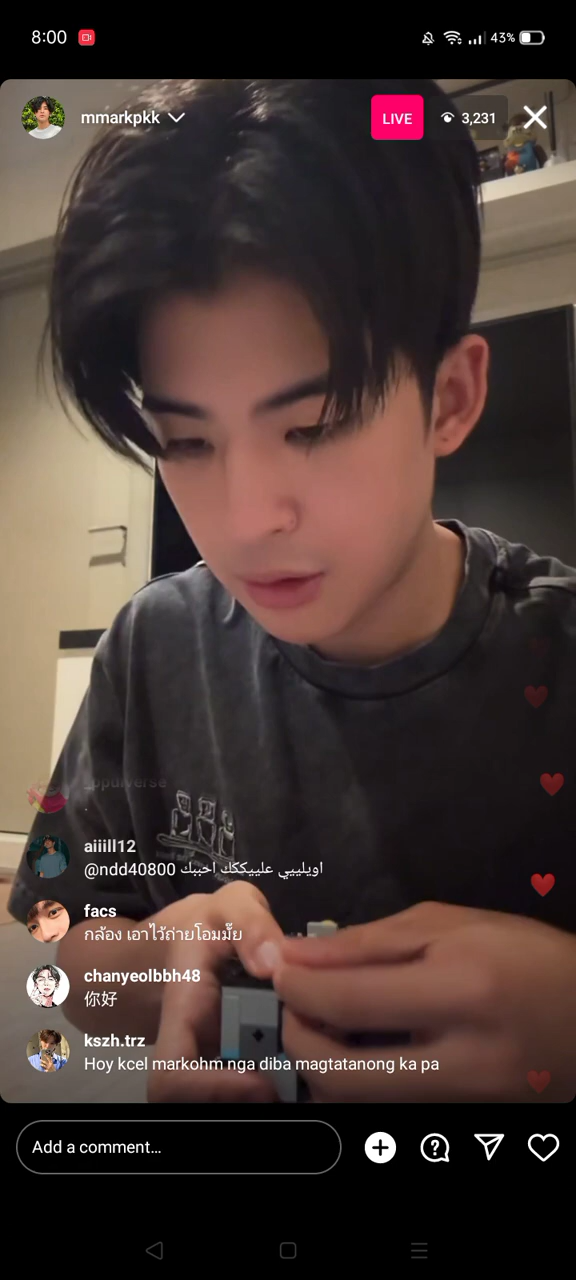 8:00
43%
mmarkpkk
LIVE
3,231
aiiill12
@ndd40800 اويلييي علييككك احببك
facs
กล้อง เอาไว้ถ่ายโอมมั๊ย
chanyeolbbh48
你好
kszh.trz
Hoy kcel markohm nga diba magtatanong ka pa
Add a comment...